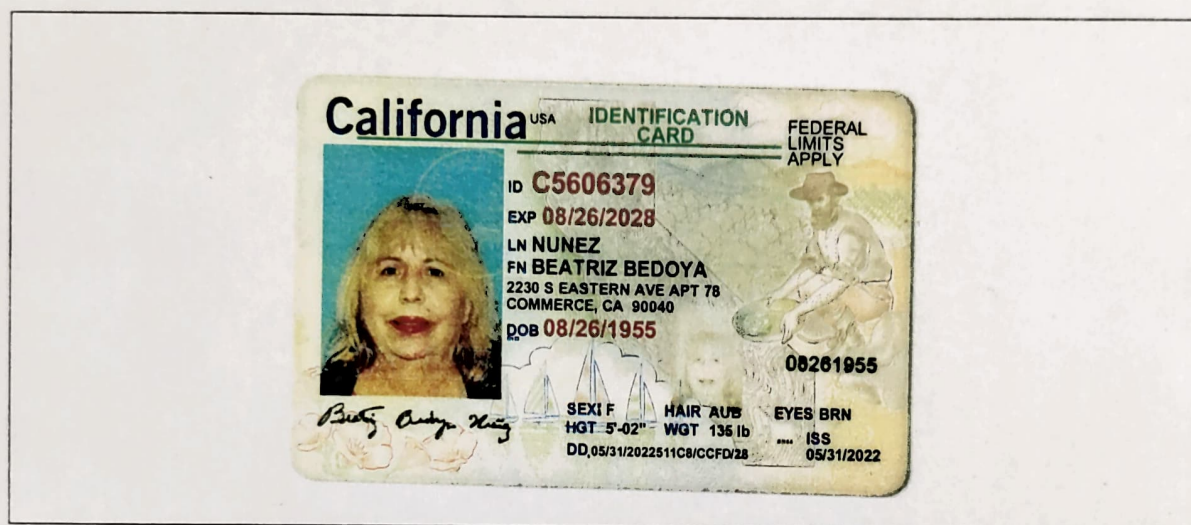 California USA IDENTIFICATION CARD
FEDERAL LIMITS APPLY
ID C5606379
EXP 08/26/2028
LN NUNEZ
FN BEATRIZ BEDOYA
2230 S EASTERN AVE APT 78
COMMERCE, CA 90040
DOB 08/26/1955
08261955
SEX F HAIR AUB EYES BRN
HGT 5'-02" WGT 135 lb ISS
DD 05/31/2022511C8/CCFD/28 05/31/2022